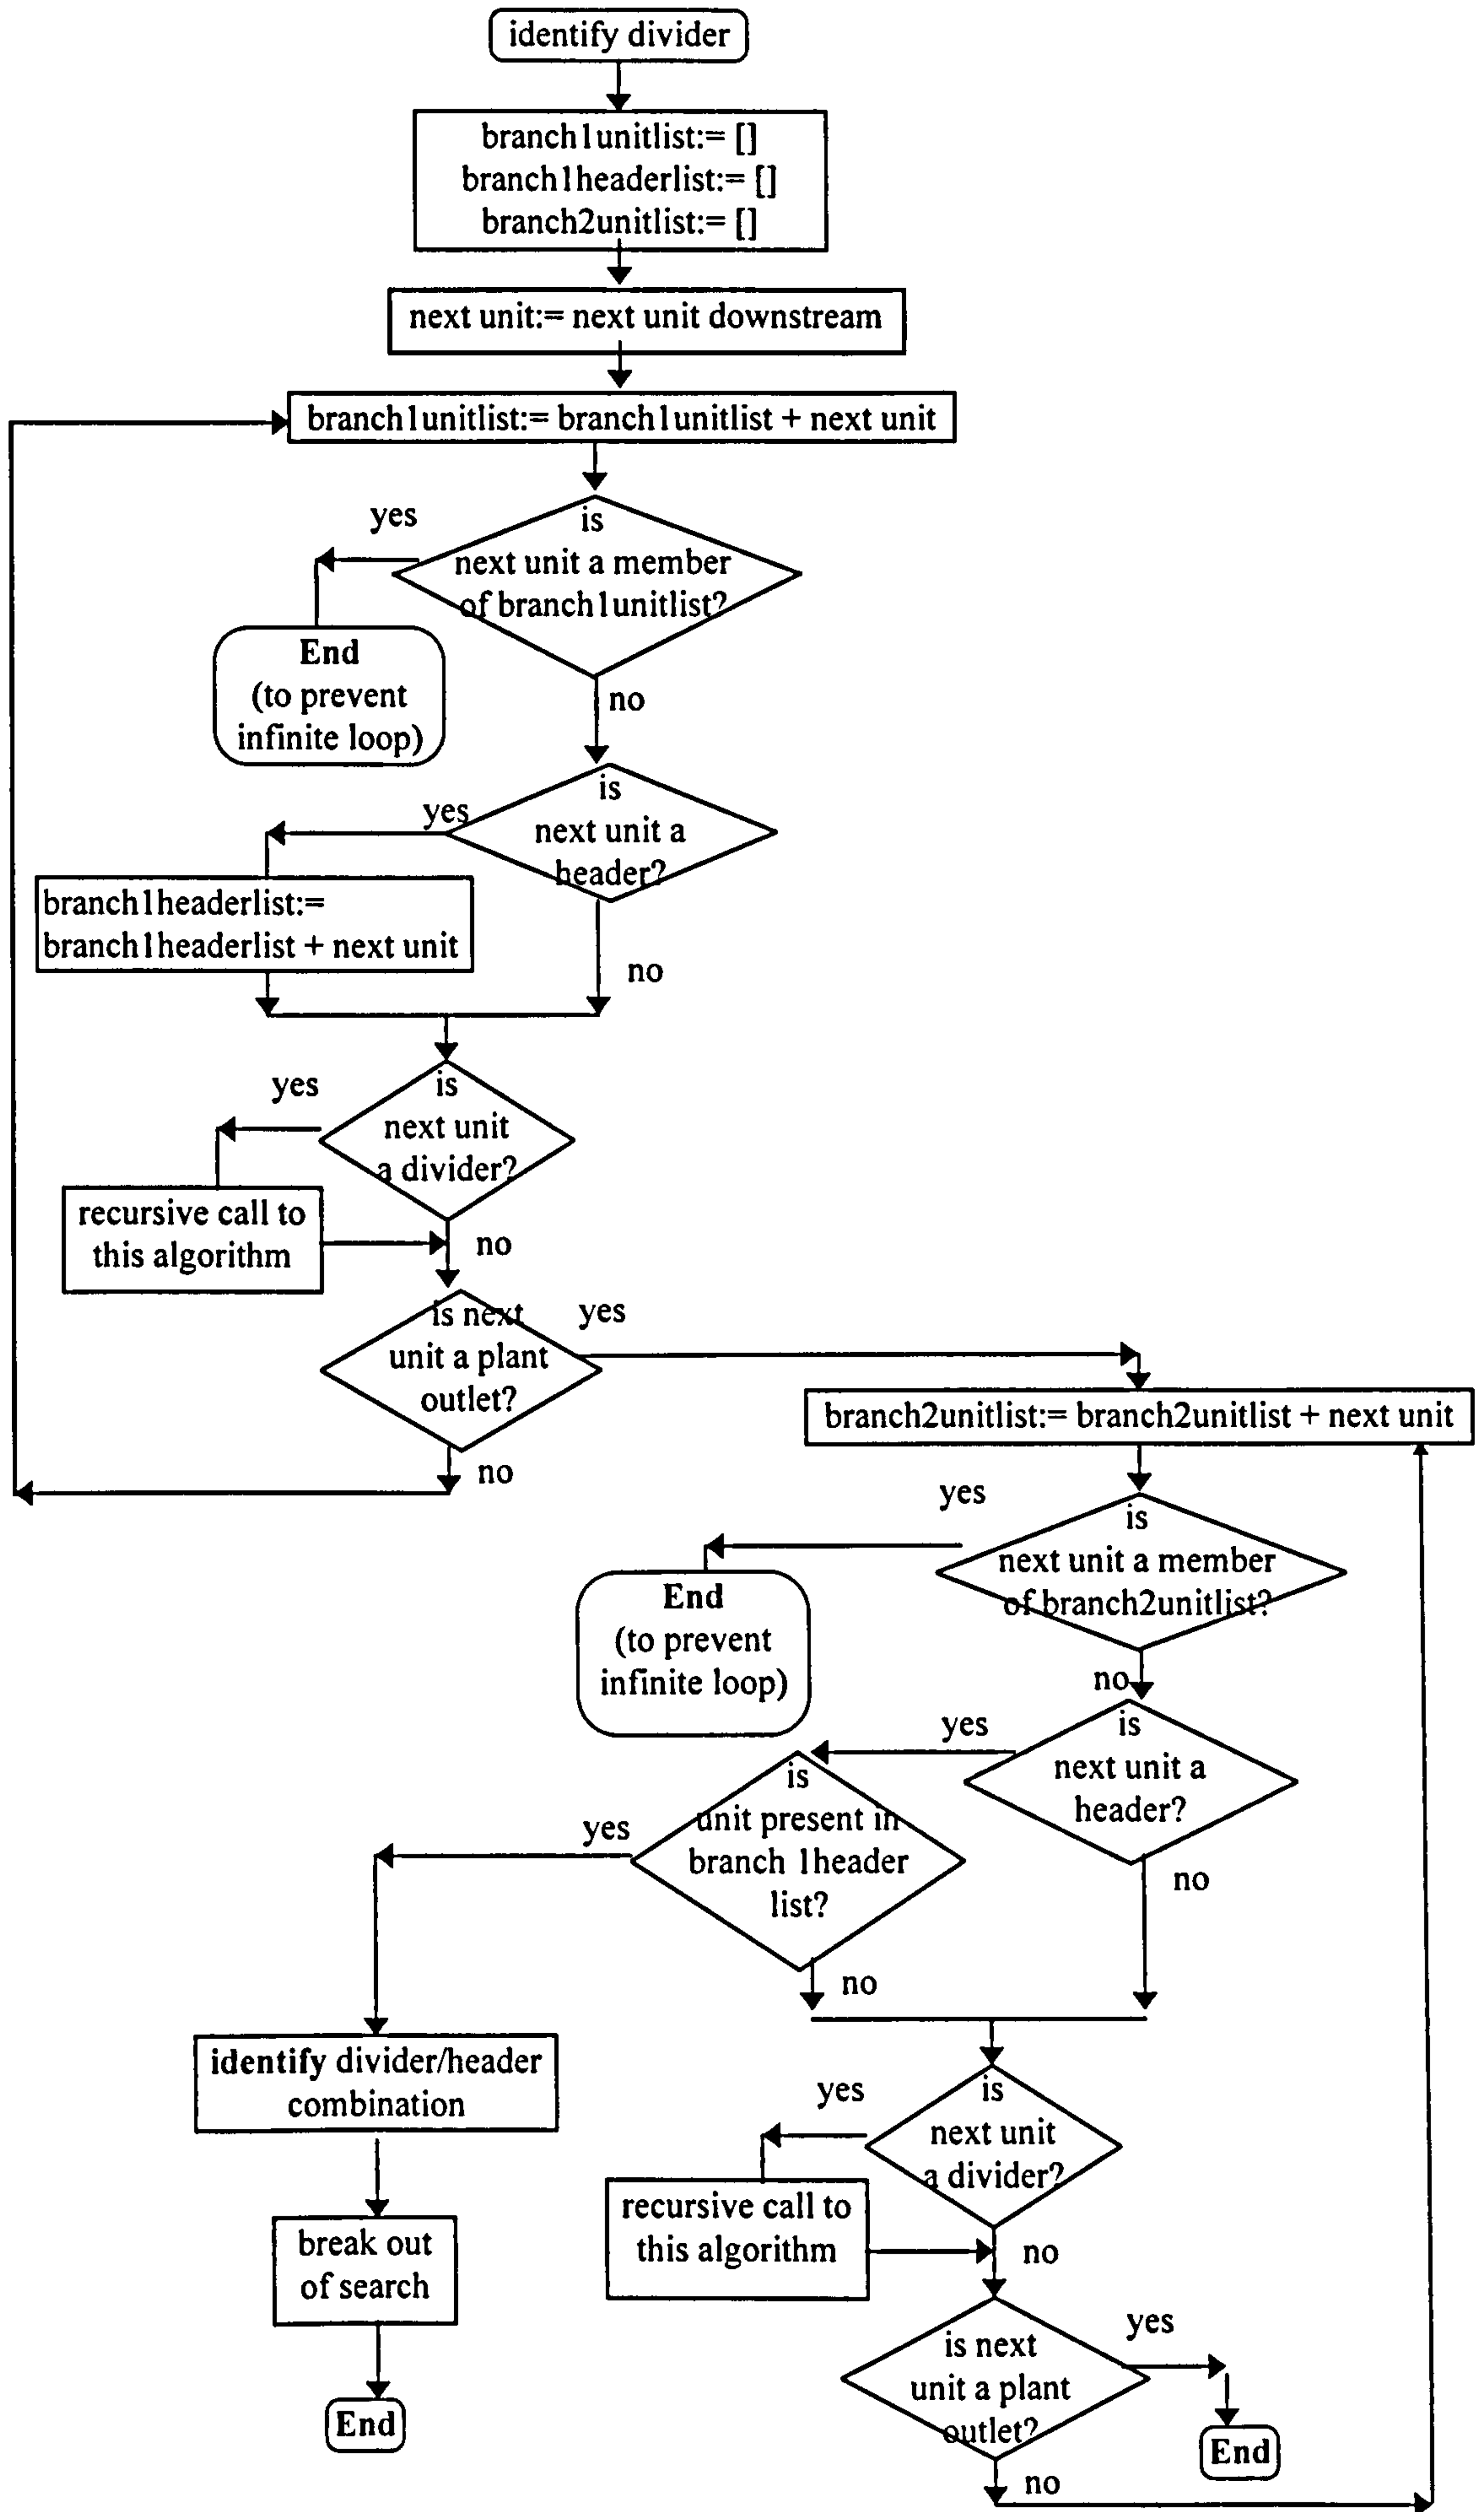 identify divider
branch1unitlist:= []
branch1headerlist:= []
branch2unitlist:= []
next unit:= next unit downstream
branch1unitlist:= branch1unitlist + next unit
yes
is
next unit a member
of branch1unitlist?
End
(to prevent
infinite loop)
no
is
next unit a
header?
yes
branch1headerlist:=
branch1headerlist + next unit
no
yes
is
next unit
a divider?
recursive call to
this algorithm
no
is next
unit a plant
outlet?
yes
no
branch2unitlist:= branch2unitlist + next unit
yes
is
next unit a member
of branch2unitlist?
End
(to prevent
infinite loop)
no
yes
is
next unit a
header?
is
unit present in
branch 1header
list?
yes
no
no
identify divider/header
combination
break out
of search
End
yes
is
next unit
a divider?
recursive call to
this algorithm
no
is next
unit a plant
outlet?
yes
End
no